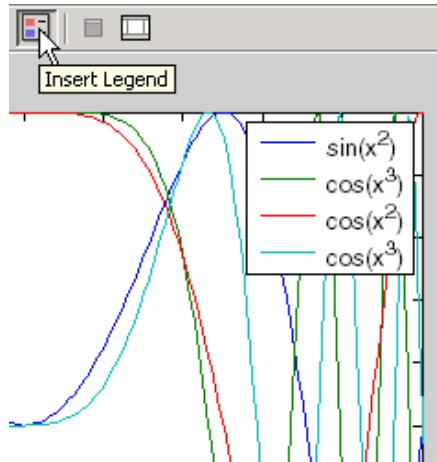 Insert Legend
sin(x²)
cos(x³)
cos(x²)
cos(x³)